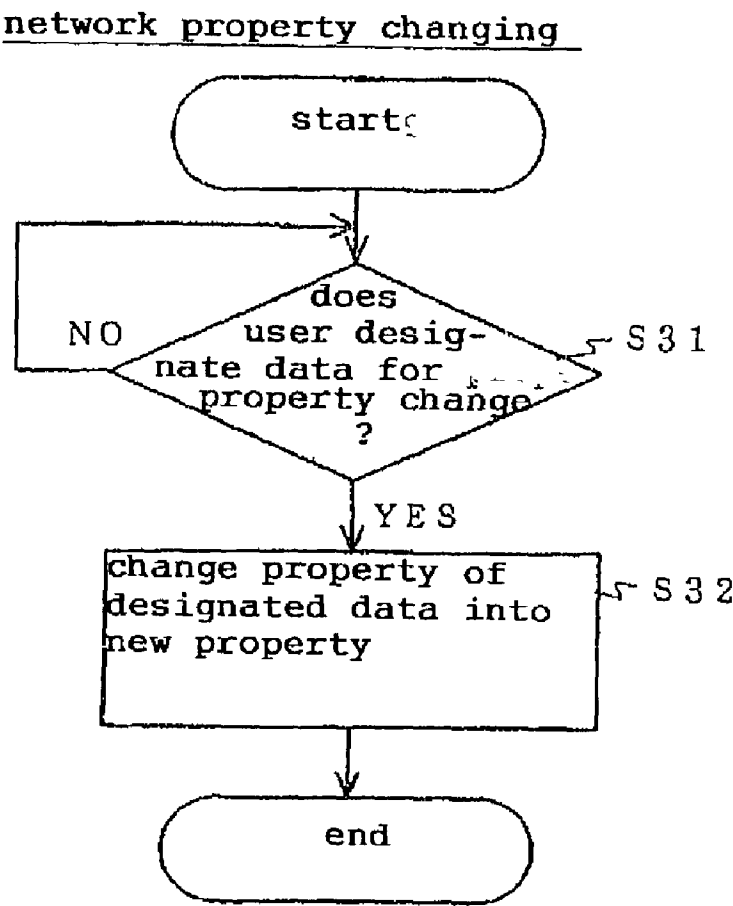 network property changing
start
does
user desig-
NO
S31
nate data for
property change
?
YES
change property of
S32
designated data into
new property
end